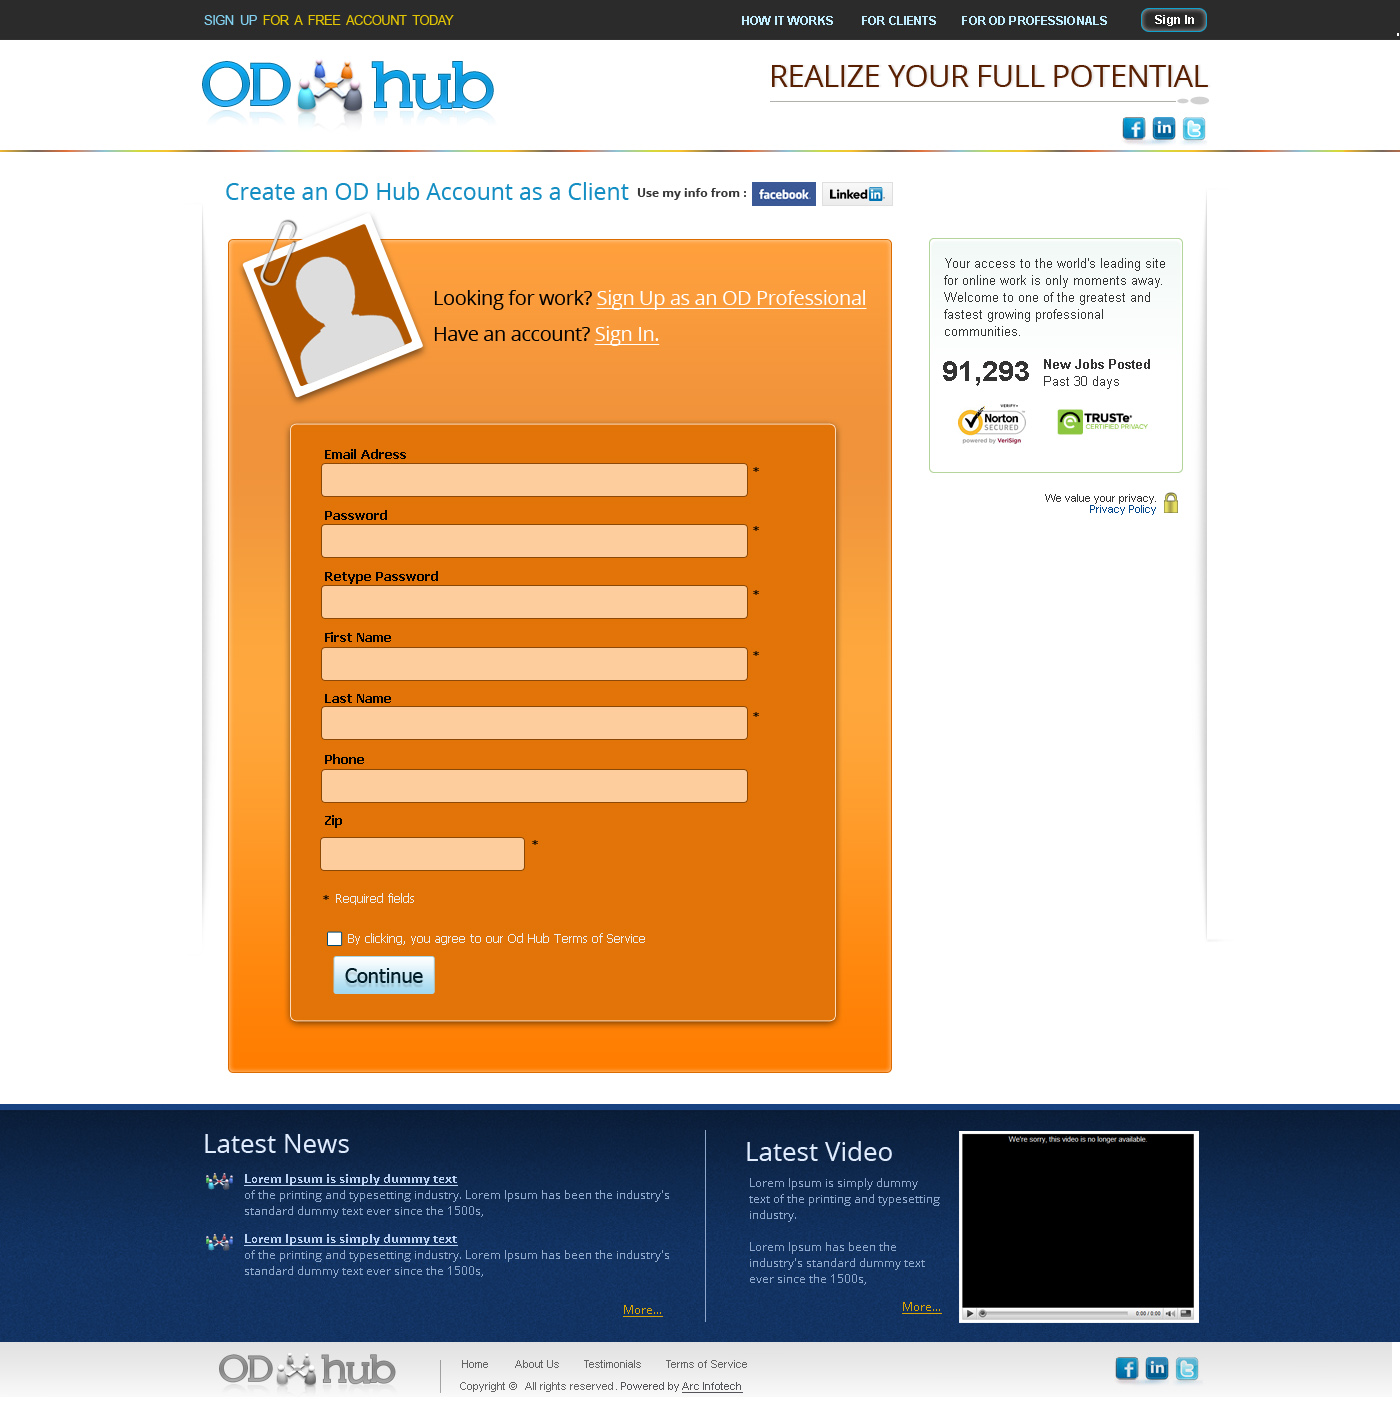 SIGN UP FOR A FREE ACCOUNT TODAY
HOW IT WORKS
FOR CLIENTS
FOR OD PROFESSIONALS
Sign In
OD hub
REALIZE YOUR FULL POTENTIAL
f in t
Create an OD Hub Account as a Client
Use my info from :
facebook
Linked in
Looking for work? Sign Up as an OD Professional
Have an account? Sign In.
Email Adress
*
Password
*
Retype Password
*
First Name
*
Last Name
*
Phone
Zip
*
* Required fields
By clicking, you agree to our Od Hub Terms of Service
Continue
Your access to the world's leading site
for online work is only moments away.
Welcome to one of the greatest and
fastest growing professional
communities.
91,293
New Jobs Posted
Past 30 days
VERIFY
Norton
SECURED
powered by VeriSign
TRUSTe
CERTIFIED PRIVACY
We value your privacy.
Privacy Policy
Latest News
Lorem Ipsum is simply dummy text
of the printing and typesetting industry. Lorem Ipsum has been the industry's
standard dummy text ever since the 1500s,
Lorem Ipsum is simply dummy text
of the printing and typesetting industry. Lorem Ipsum has been the industry's
standard dummy text ever since the 1500s,
More...
Latest Video
Lorem Ipsum is simply dummy
text of the printing and typesetting
industry.
Lorem Ipsum has been the
industry's standard dummy text
ever since the 1500s,
More...
We're sorry, this video is no longer available.
0:00 / 0:00
OD hub
Home
About Us
Testimonials
Terms of Service
Copyright © All rights reserved. Powered by Arc Infotech
f in t